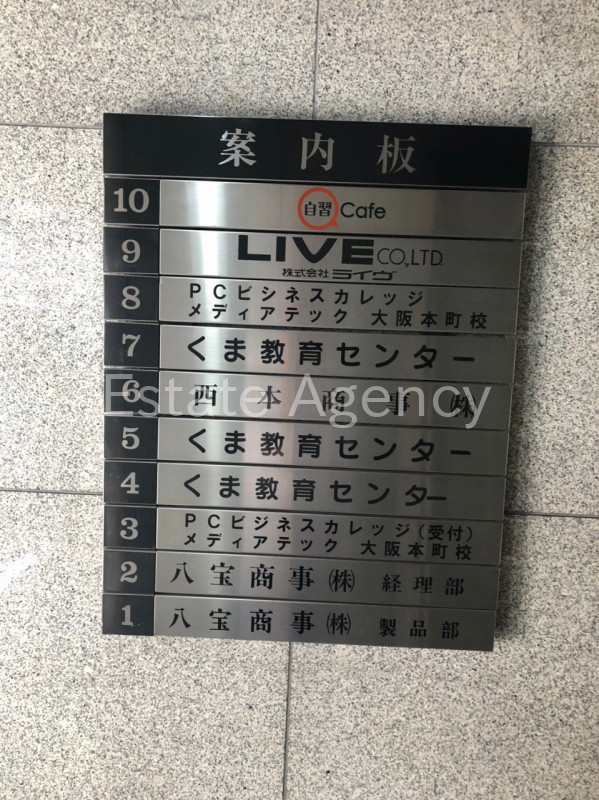 案内板
10 自習 Cafe
9 LIVE CO.,LTD.
株式会社 ライヴ
8 PCビジネスカレッジ
メディアテック 大阪本町校
7 くま教育センター
6 西本商事㈱
Estate Agency
5 くま教育センター
4 くま教育センター
3 PCビジネスカレッジ(受付)
メディアテック 大阪本町校
2 八宝商事㈱ 経理部
1 八宝商事㈱ 製品部